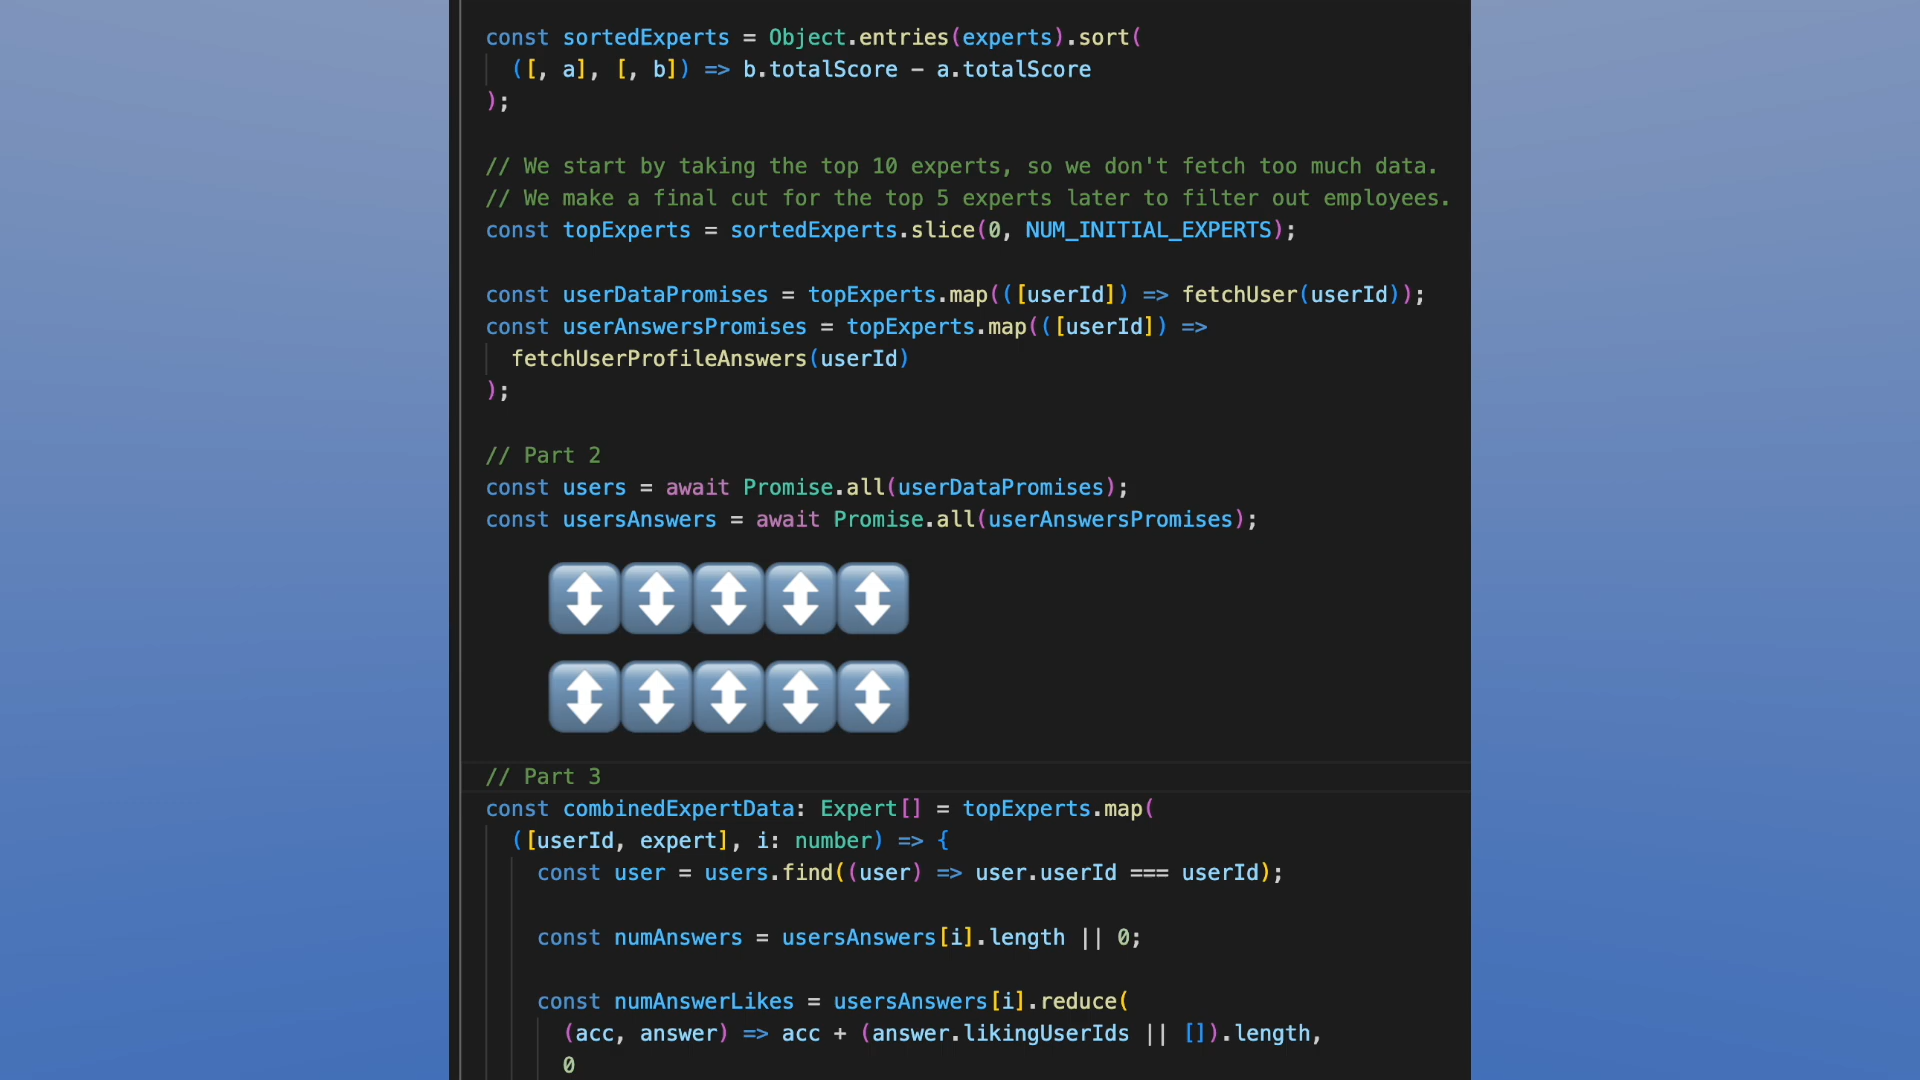 const sortedExperts = Object.entries(experts).sort(
([, a], [, b]) => b.totalScore - a.totalScore
);
// We start by taking the top 10 experts, so we don't fetch too much data.
// We make a final cut for the top 5 experts later to filter out employees.
const topExperts = sortedExperts.slice(0, NUM_INITIAL_EXPERTS);
const userDataPromises = topExperts.map(([userId]) => fetchUser(userId));
const userAnswersPromises = topExperts.map(([userId]) =>
fetchUserProfileAnswers(userId)
);
// Part 2
const users = await Promise.all(userDataPromises);
const usersAnswers = await Promise.all(userAnswersPromises);
// Part 3
const combinedExpertData: Expert[] = topExperts.map(
([userId, expert], i: number) => {
const user = users.find((user) => user.userId === userId);
const numAnswers = usersAnswers[i].length || 0;
const numAnswerLikes = usersAnswers[i].reduce(
(acc, answer) => acc + (answer.likingUserIds || []).length,
0